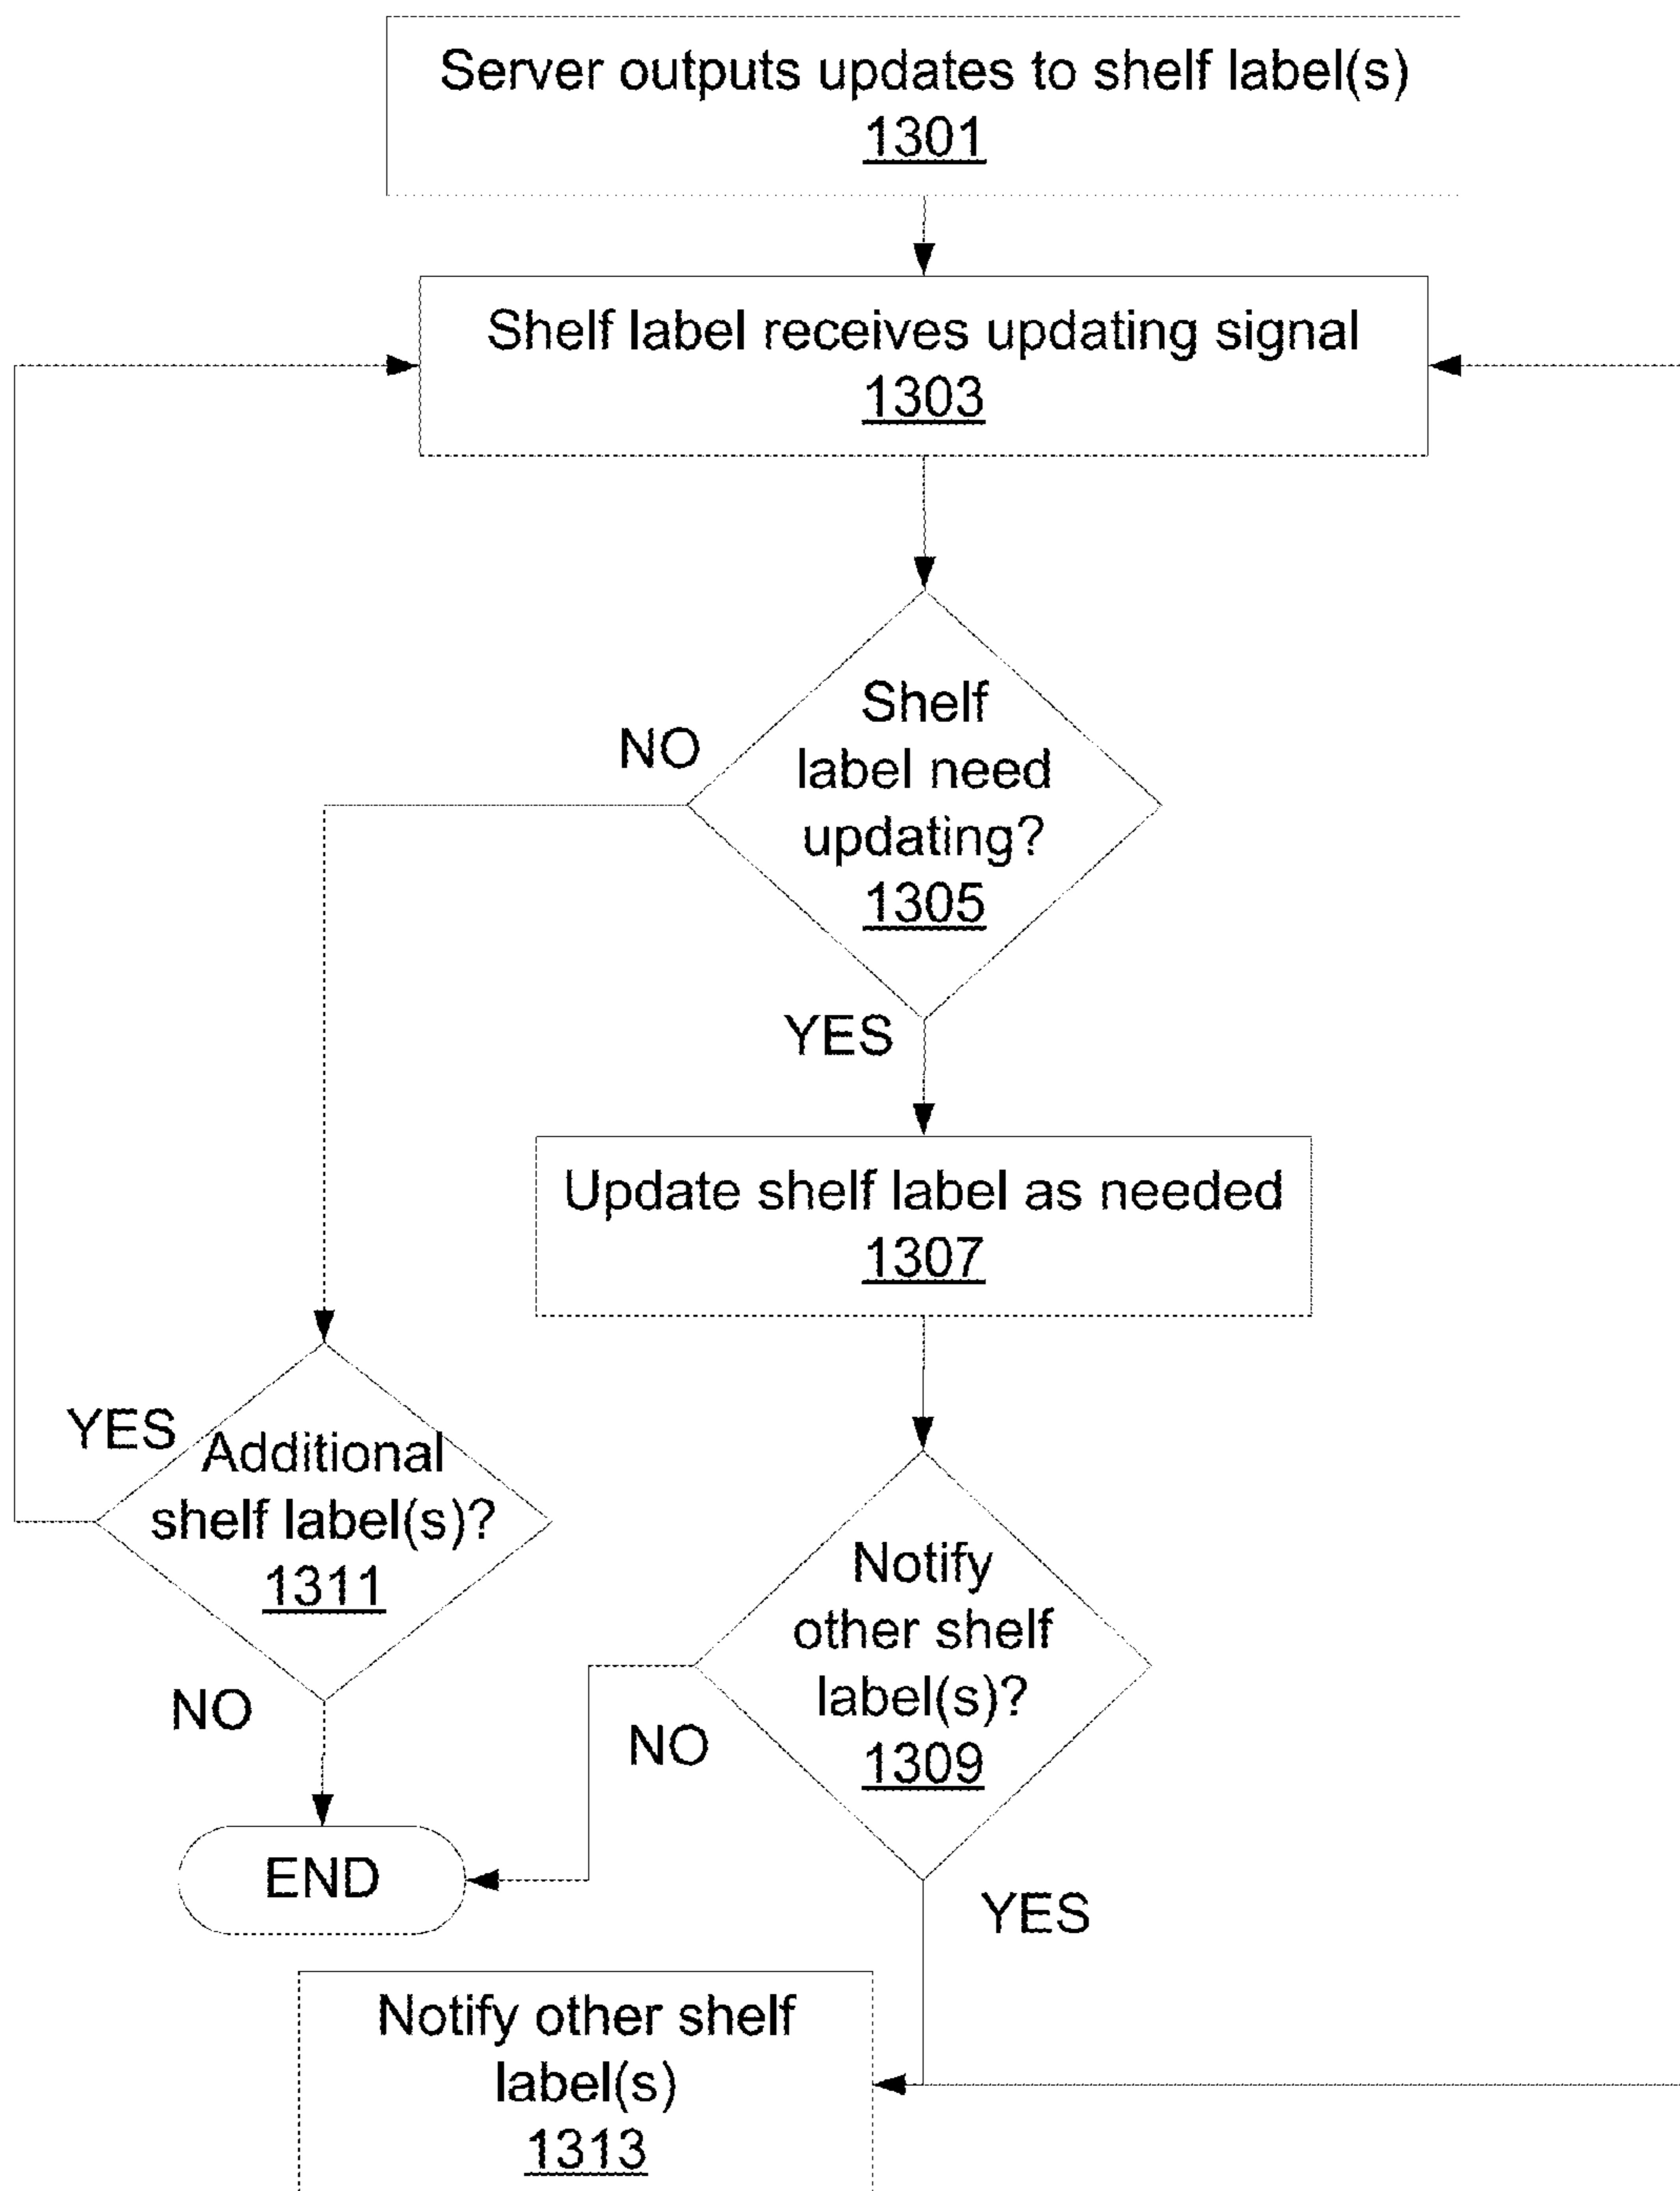 Server outputs updates to shelf label(s)
1301
Shelf label receives updating signal
1303
NO
Shelf
label need
updating?
1305
YES
Update shelf label as needed
1307
YES
Additional
shelf label(s)?
1311
NO
Notify
other shelf
label(s)?
1309
NO
END
YES
Notify other shelf
label(s)
1313